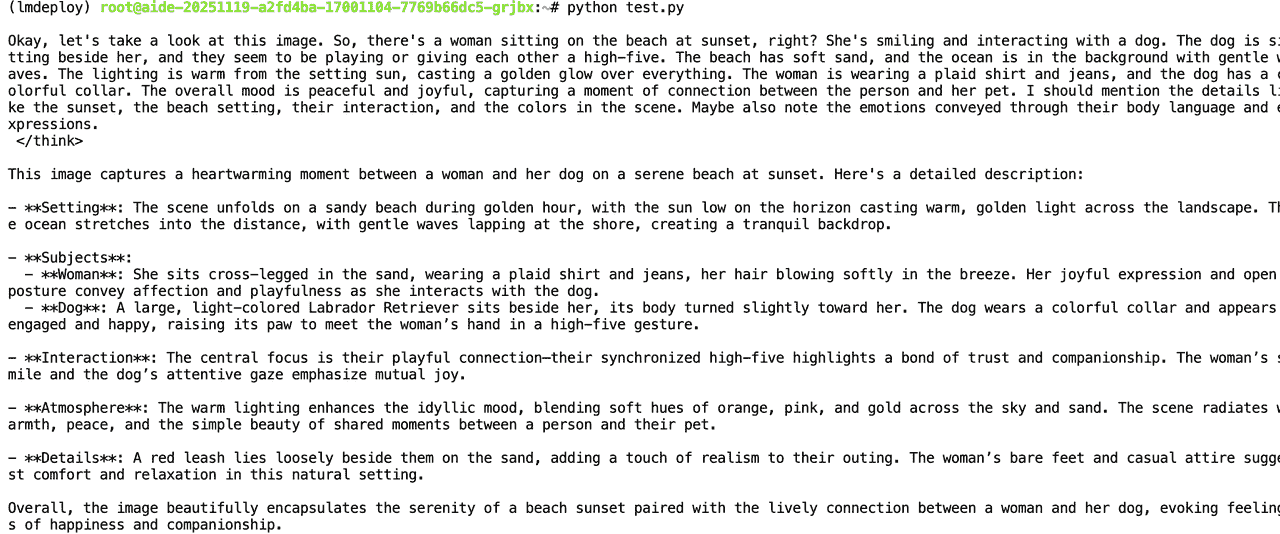 (lmdeploy) root@aide-20251119-a2fd4ba-17001104-7769b66dc5-grjbx:~# python test.py
Okay, let's take a look at this image. So, there's a woman sitting on the beach at sunset, right? She's smiling and interacting with a dog. The dog is si
tting beside her, and they seem to be playing or giving each other a high-five. The beach has soft sand, and the ocean is in the background with gentle w
aves. The lighting is warm from the setting sun, casting a golden glow over everything. The woman is wearing a plaid shirt and jeans, and the dog has a c
olorful collar. The overall mood is peaceful and joyful, capturing a moment of connection between the person and her pet. I should mention the details li
ke the sunset, the beach setting, their interaction, and the colors in the scene. Maybe also note the emotions conveyed through their body language and e
xpressions.
</think>
This image captures a heartwarming moment between a woman and her dog on a serene beach at sunset. Here's a detailed description:
- **Setting**: The scene unfolds on a sandy beach during golden hour, with the sun low on the horizon casting warm, golden light across the landscape. Th
e ocean stretches into the distance, with gentle waves lapping at the shore, creating a tranquil backdrop.
- **Subjects**:
- **Woman**: She sits cross-legged in the sand, wearing a plaid shirt and jeans, her hair blowing softly in the breeze. Her joyful expression and open
posture convey affection and playfulness as she interacts with the dog.
- **Dog**: A large, light-colored Labrador Retriever sits beside her, its body turned slightly toward her. The dog wears a colorful collar and appears
engaged and happy, raising its paw to meet the woman’s hand in a high-five gesture.
- **Interaction**: The central focus is their playful connection—their synchronized high-five highlights a bond of trust and companionship. The woman’s s
mile and the dog’s attentive gaze emphasize mutual joy.
- **Atmosphere**: The warm lighting enhances the idyllic mood, blending soft hues of orange, pink, and gold across the sky and sand. The scene radiates w
armth, peace, and the simple beauty of shared moments between a person and their pet.
- **Details**: A red leash lies loosely beside them on the sand, adding a touch of realism to their outing. The woman’s bare feet and casual attire sugge
st comfort and relaxation in this natural setting.
Overall, the image beautifully encapsulates the serenity of a beach sunset paired with the lively connection between a woman and her dog, evoking feeling
s of happiness and companionship.